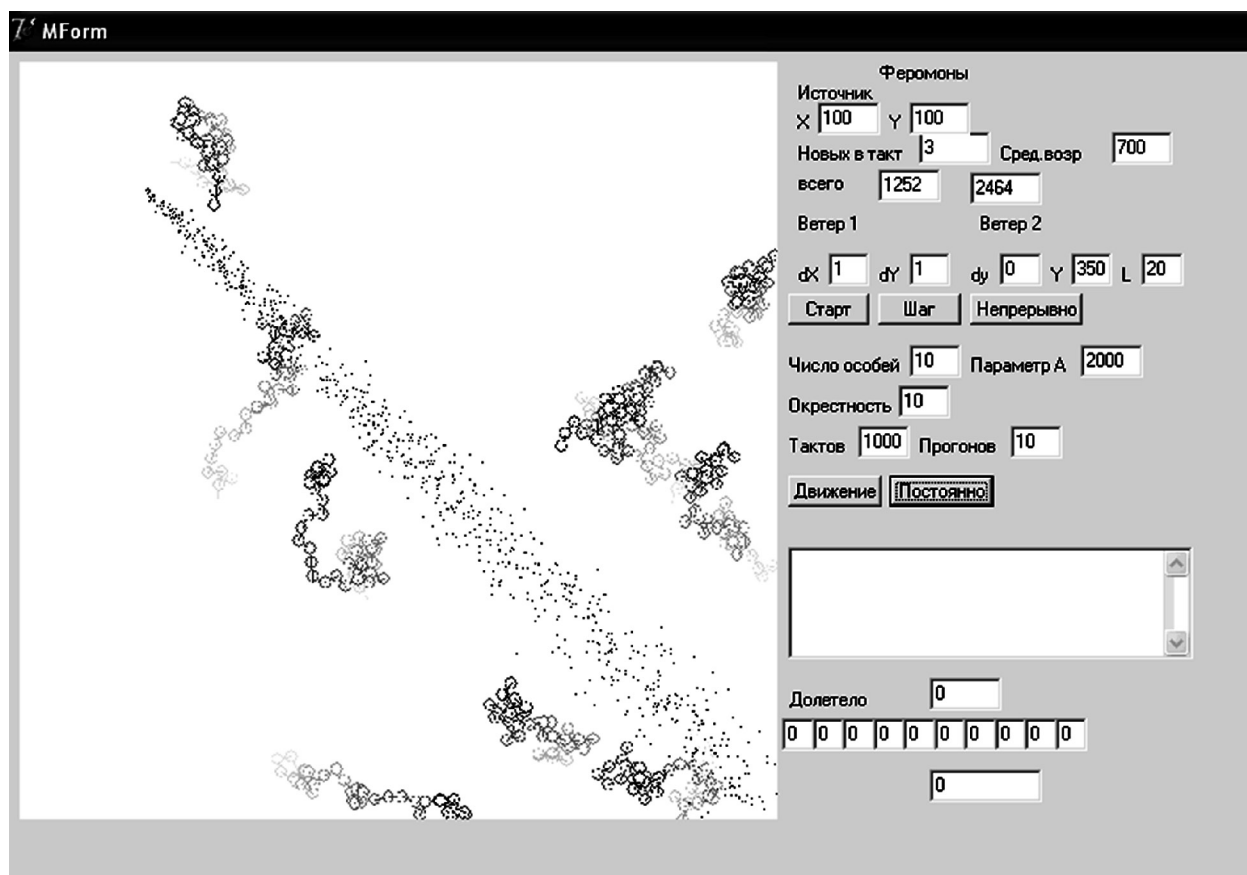 MForm
Феромоны
Источник
X 100 Y 100
Новых в такт 3 Сред.возр 700
всего 1252 2464
Ветер 1 Ветер 2
dX 1 dY 1 dy 0 Y 350 L 20
Старт Шаг Непрерывно
Число особей 10 Параметр А 2000
Окрестность 10
Тактов 1000 Прогонов 10
Движение Постоянно
Долетело 0
0 0 0 0 0 0 0 0 0 0
0